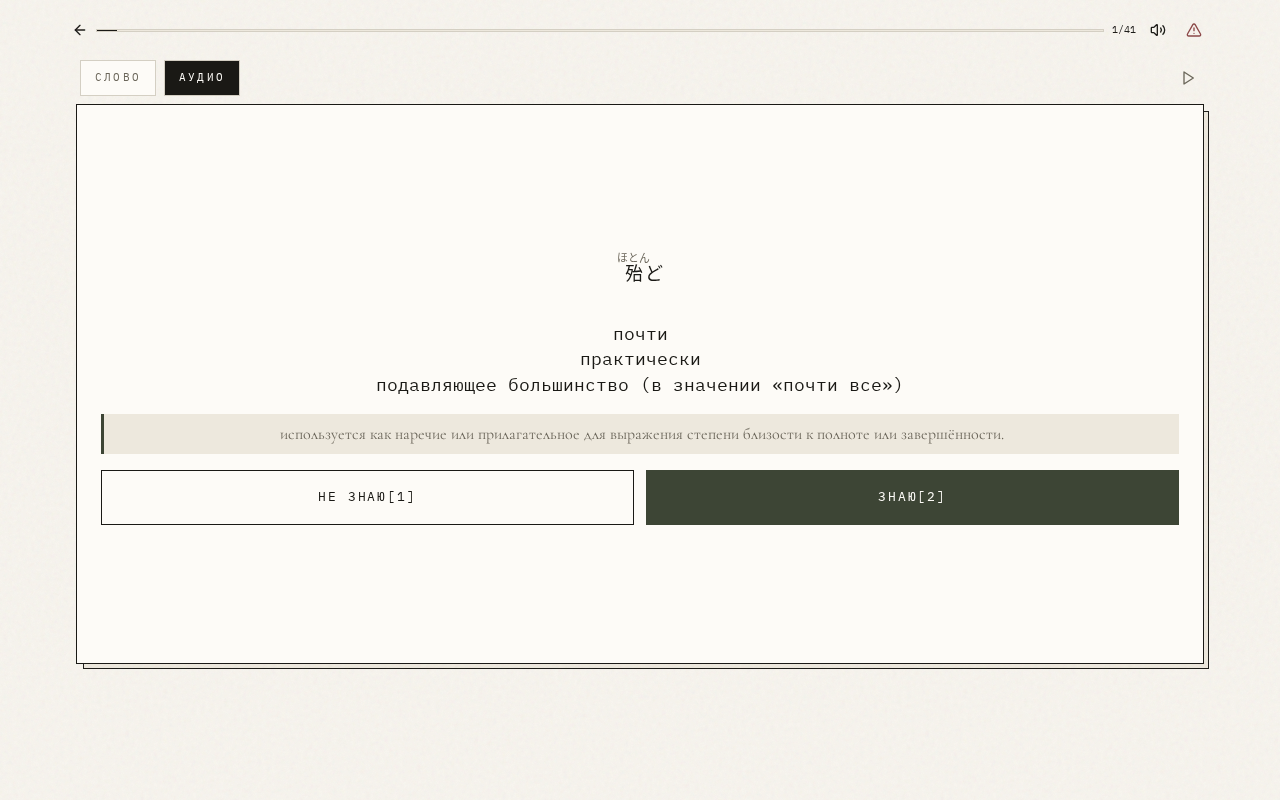 1/41
СЛОВО
АУДИО
ほとん
殆ど
почти
практически
подавляющее большинство (в значении «почти все»)
используется как наречие или прилагательное для выражения степени близости к полноте или завершённости.
НЕ ЗНАЮ[1]
ЗНАЮ[2]